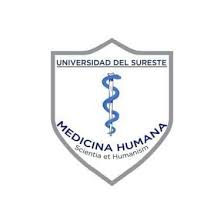 UNIVERSIDAD DEL SURESTE
MEDICINA HUMANA
Scientia et Humanism